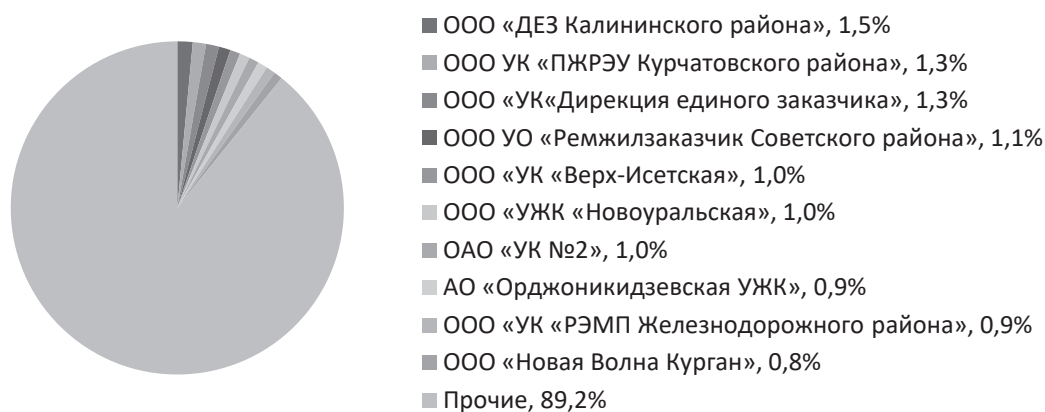 ООО «ДЕЗ Калининского района», 1,5%
ООО УК «ПЖРЭУ Курчатовского района», 1,3%
ООО «УК«Дирекция единого заказчика», 1,3%
ООО УО «Ремжилзаказчик Советского района», 1,1%
ООО «УК «Верх-Исетская», 1,0%
ООО «УЖК «Новоуральская», 1,0%
ОАО «УК №2», 1,0%
АО «Орджоникидзевская УЖК», 0,9%
ООО «УК «РЭМП Железнодорожного района», 0,9%
ООО «Новая Волна Курган», 0,8%
Прочие, 89,2%